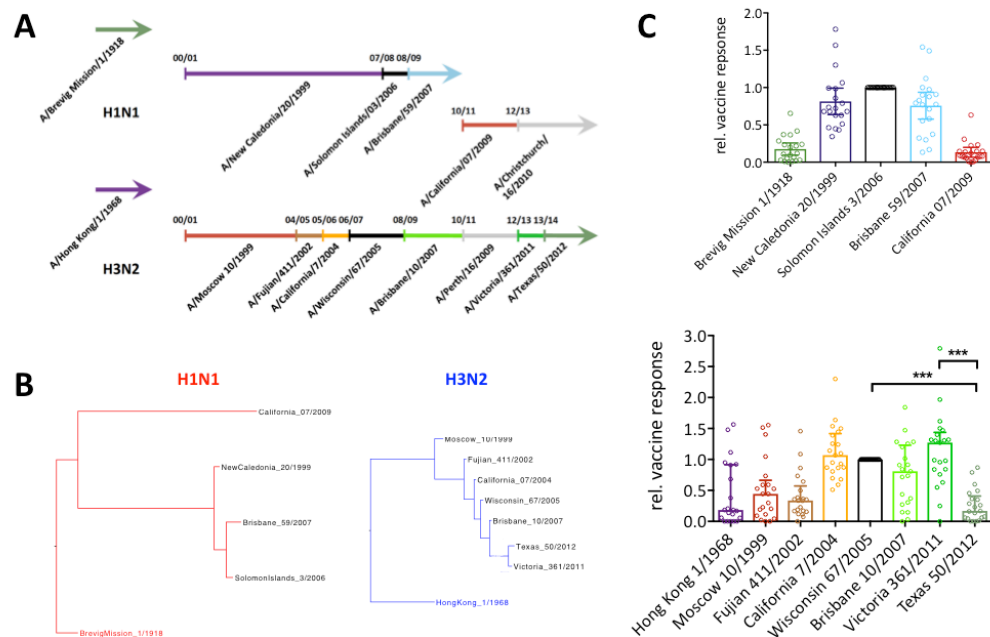 A
00/01
07/08 08/09
A/Brevig Mission/1/1918
H1N1
A/New Caledonia/20/1999
A/Solomon Islands/03/2006
A/Brisbane/59/2007
10/11
12/13
A/California/07/2009
A/Christchurch/
16/2010
A/Hong Kong/1/1968
H3N2
00/01
04/05 05/06 06/07
08/09
10/11
12/13 13/14
A/Moscow 10/1999
A/Fujian/411/2002
A/California/7/2004
A/Wisconsin/67/2005
A/Brisbane/10/2007
A/Perth/16/2009
A/Victoria/361/2011
A/Texas/50/2012
B
H1N1
California_07/2009
NewCaledonia_20/1999
Brisbane_59/2007
SolomonIslands_3/2006
BrevigMission_1/1918
H3N2
Moscow_10/1999
Fujian_411/2002
California_07/2004
Wisconsin_67/2005
Brisbane_10/2007
Texas_50/2012
Victoria_361/2011
HongKong_1/1968
C
rel. vaccine repsonse
2.0
1.5
1.0
0.5
0.0
Brevig Mission 1/1918
New Caledonia 20/1999
Solomon Islands 3/2006
Brisbane 59/2007
California 07/2009
rel. vaccine response
3.0
2.5
2.0
1.5
1.0
0.5
0.0
***
***
Hong Kong 1/1968
Moscow 10/1999
Fujian 411/2002
California 7/2004
Wisconsin 67/2005
Brisbane 10/2007
Victoria 361/2011
Texas 50/2012